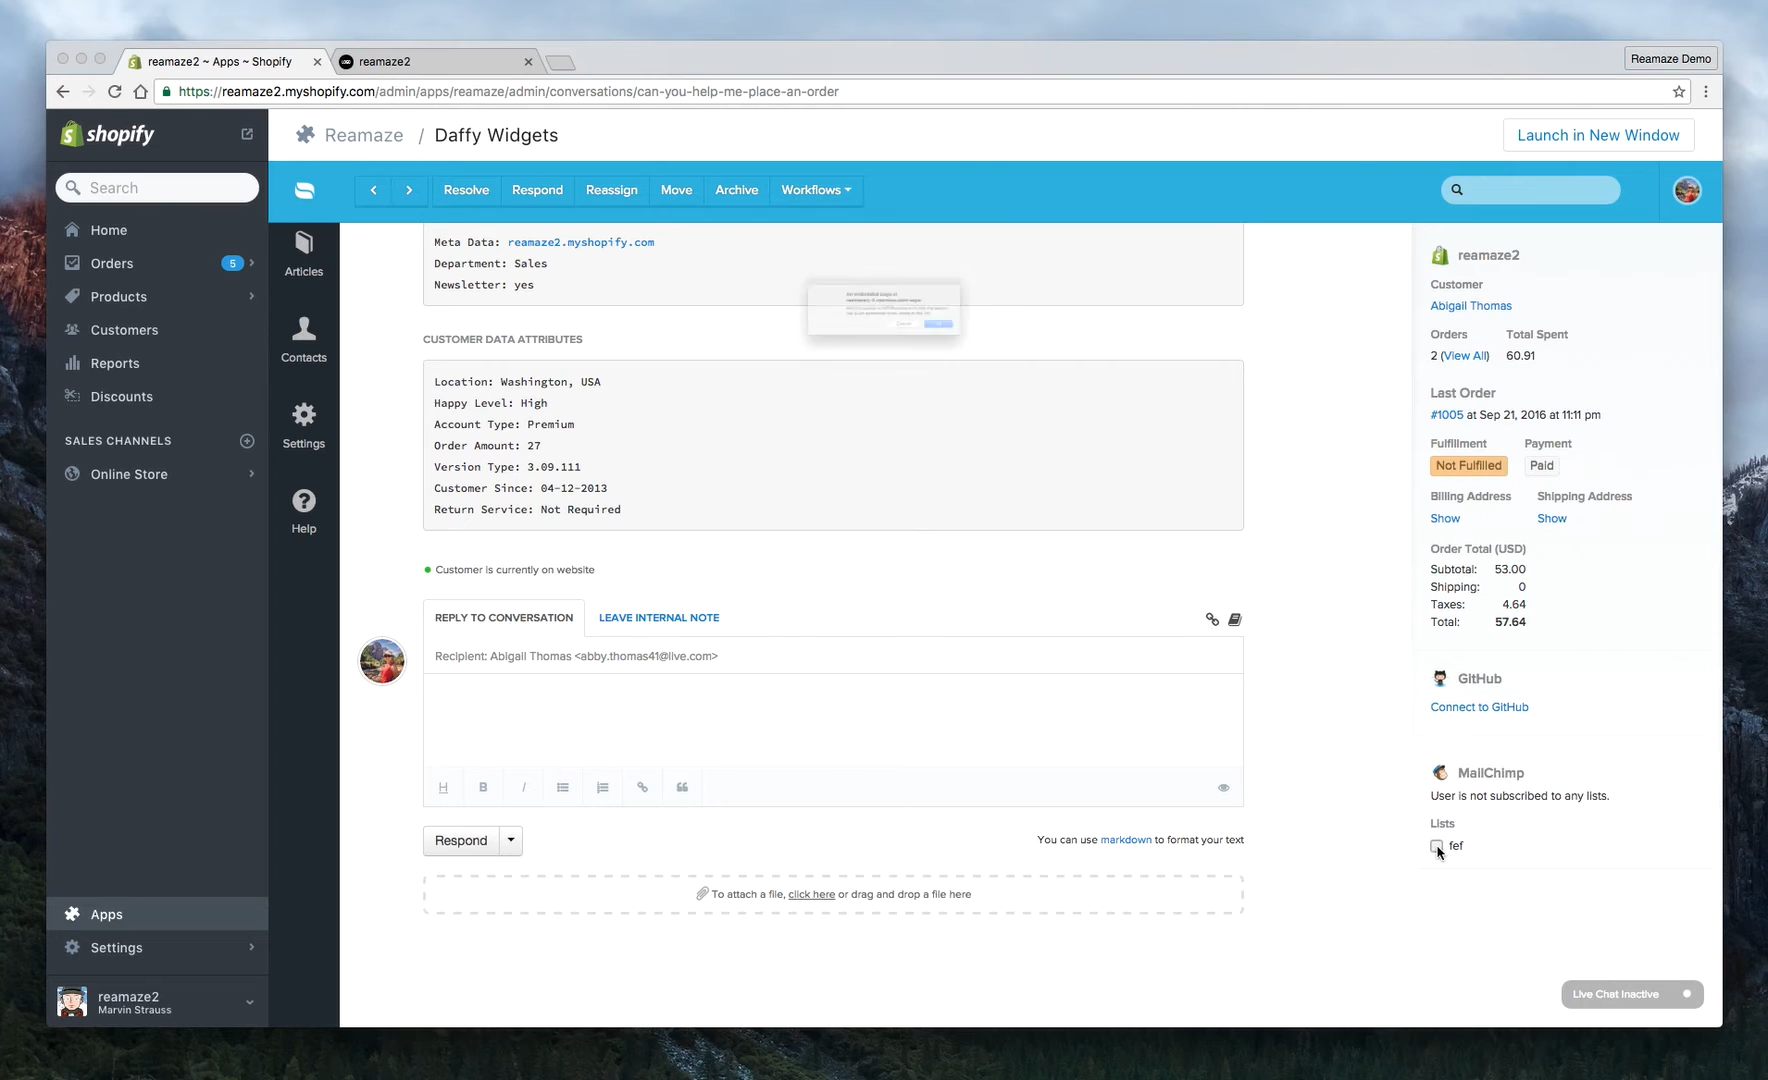 reamaze2 ~ Apps ~ Shopify
reamaze2
Reamaze Demo
https://reamaze2.myshopify.com/admin/apps/reamaze/admin/conversations/can-you-help-me-place-an-order
shopify
Reamaze / Daffy Widgets
Launch in New Window
Search
Resolve
Respond
Reassign
Move
Archive
Workflows
Home
Orders
5
Products
Customers
Reports
Discounts
SALES CHANNELS
Online Store
Apps
Settings
reamaze2
Marvin Strauss
Articles
Contacts
Settings
Help
Meta Data: reamaze2.myshopify.com
Department: Sales
Newsletter: yes
CUSTOMER DATA ATTRIBUTES
Location: Washington, USA
Happy Level: High
Account Type: Premium
Order Amount: 27
Version Type: 3.09.111
Customer Since: 04-12-2013
Return Service: Not Required
Customer is currently on website
REPLY TO CONVERSATION
LEAVE INTERNAL NOTE
Recipient: Abigail Thomas <abby.thomas41@live.com>
H B I
Respond
You can use markdown to format your text
To attach a file, click here or drag and drop a file here
reamaze2
Customer
Abigail Thomas
Orders Total Spent
2 (View All) 60.91
Last Order
#1005 at Sep 21, 2016 at 11:11 pm
Fulfillment Payment
Not Fulfilled Paid
Billing Address Shipping Address
Show Show
Order Total (USD)
Subtotal: 53.00
Shipping: 0
Taxes: 4.64
Total: 57.64
GitHub
Connect to GitHub
MailChimp
User is not subscribed to any lists.
Lists
fef
Live Chat Inactive